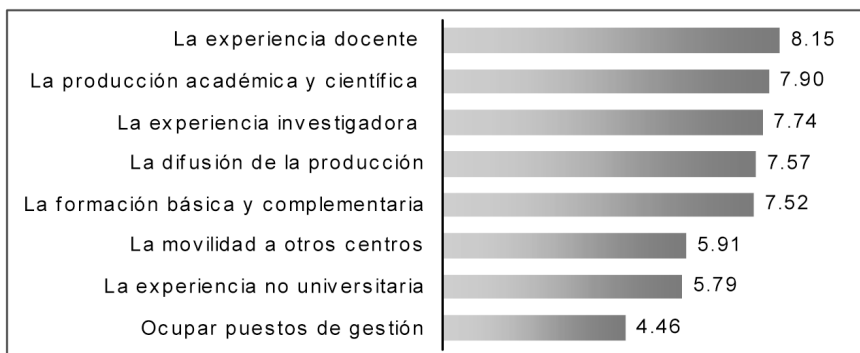 La experiencia docente 8.15
La producción académica y científica 7.90
La experiencia investigadora 7.74
La difusión de la producción 7.57
La formación básica y complementaria 7.52
La movilidad a otros centros 5.91
La experiencia no universitaria 5.79
Ocupar puestos de gestión 4.46